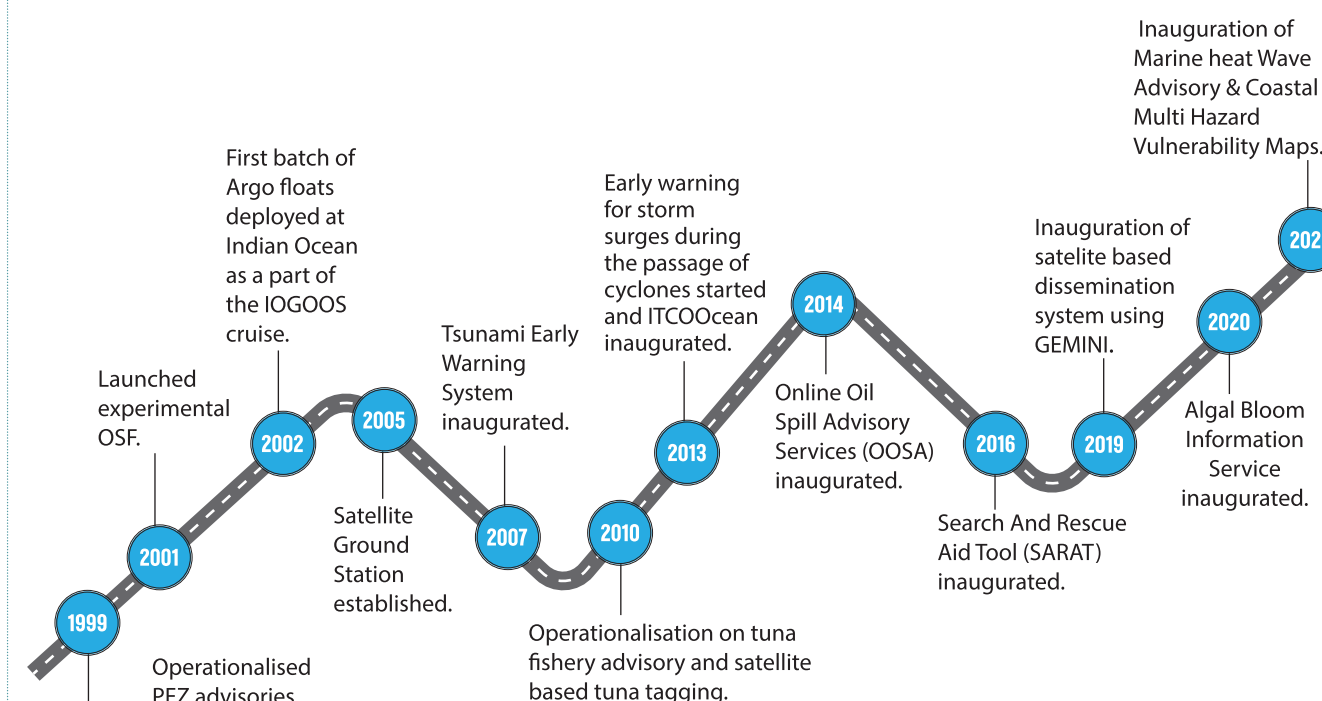 1999
Operationalised
PFZ advisories
2001
Launched
experimental
OSF.
2002
First batch of
Argo floats
deployed at
Indian Ocean
as a part of
the IOGOOS
cruise.
2005
Satellite
Ground
Station
established.
2007
Tsunami Early
Warning
System
inaugurated.
2010
Operationalisation on tuna
fishery advisory and satellite
based tuna tagging.
2013
Early warning
for storm
surges during
the passage of
cyclones started
and ITCOOcean
inaugurated.
2014
Online Oil
Spill Advisory
Services (OOSA)
inaugurated.
2016
Search And Rescue
Aid Tool (SARAT)
inaugurated.
2019
Inauguration of
satelite based
dissemination
system using
GEMINI.
2020
Algal Bloom
Information
Service
inaugurated.
Inauguration of
Marine heat Wave
Advisory & Coastal
Multi Hazard
Vulnerability Maps.